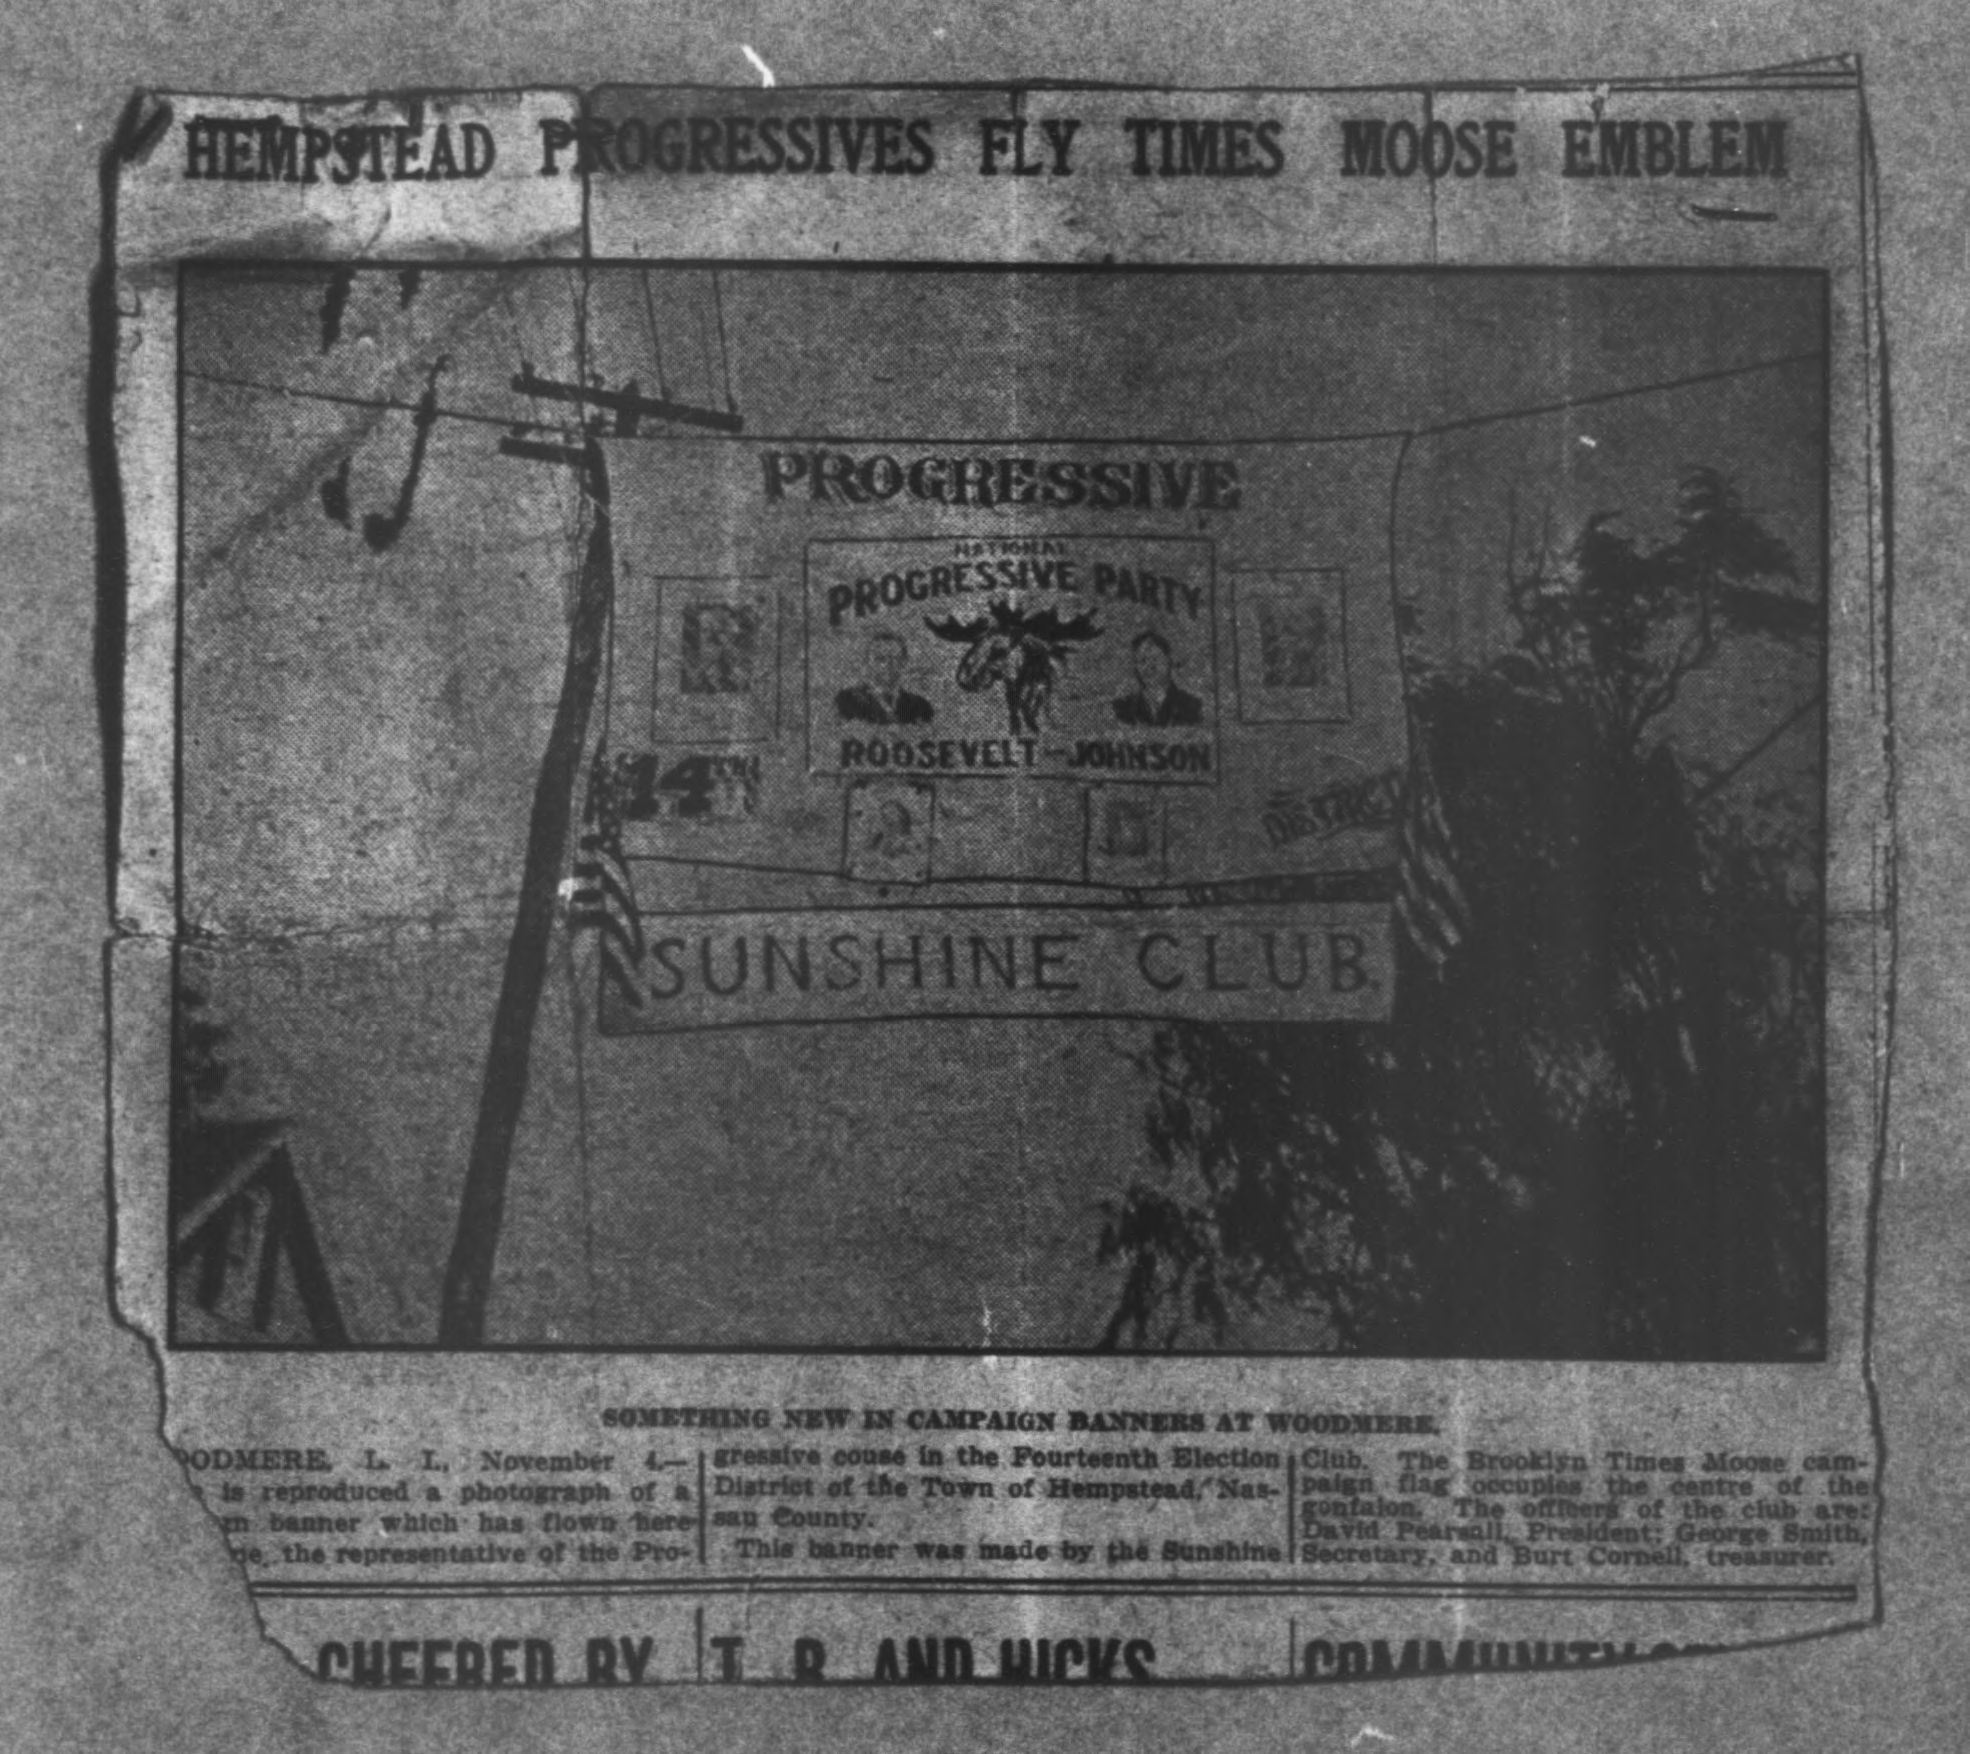 HEMPSTEAD PROGRESSIVES FLY TIMES MOOSE EMBLEM
PROGRESSIVE
NATIONAL
PROGRESSIVE PARTY
ROOSEVELT-JOHNSON
14TH
DISTRICT
SUNSHINE CLUB.
SOMETHING NEW IN CAMPAIGN BANNERS AT WOODMERE.
OODMERE, L. I., November 4.—
is reproduced a photograph of a
gn banner which has flown here-
ge, the representative of the Pro-
gressive couse in the Fourteenth Election
District of the Town of Hempstead, Nas-
sau County.
This banner was made by the Sunshine
Club. The Brooklyn Times Moose cam-
paign flag occupies the centre of the
gonfalon. The officers of the club are:
David Pearsall, President; George Smith,
Secretary, and Burt Cornell, treasurer.
CHEERED BY
T. R. AND HICKS
COMMUNITY